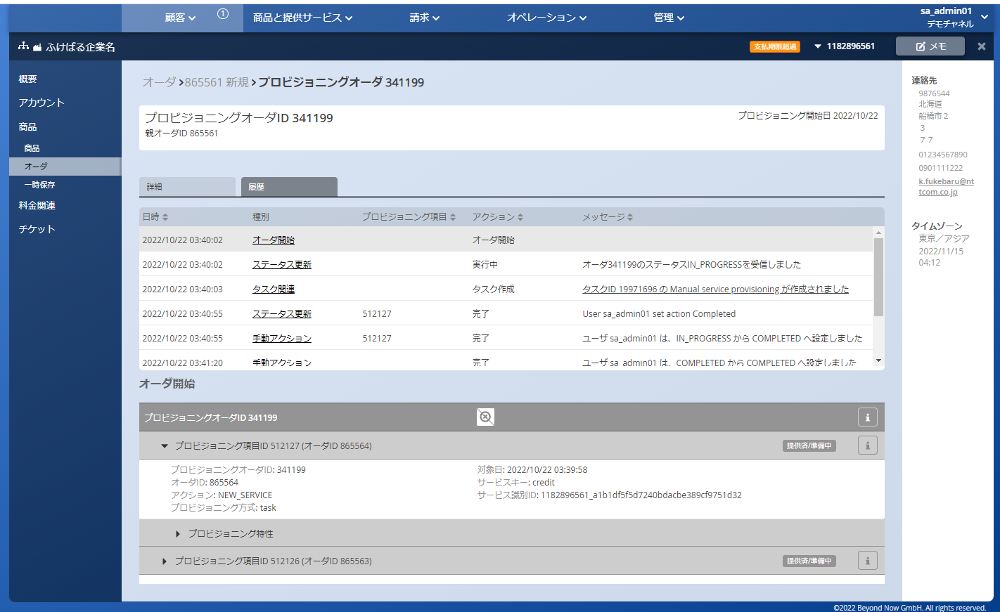 顧客
1
商品と提供サービス
請求
オペレーション
管理
sa_admin01
デモチャネル
ふけばる企業名
支払期限超過
1182896561
メモ
概要
アカウント
商品
商品
オーダ
一時保存
料金関連
チケット
オーダ 865561 新規 プロビジョニングオーダ 341199
プロビジョニングオーダID 341199
親オーダID 865561
プロビジョニング開始日 2022/10/22
詳細
履歴
日時 種別 プロビジョニング項目 アクション メッセージ
2022/10/22 03:40:02 オーダ開始 オーダ開始
2022/10/22 03:40:02 ステータス更新 実行中 オーダ341199のステータスIN_PROGRESSを受信しました
2022/10/22 03:40:03 タスク関連 タスク作成 タスクID 19971696 の Manual service provisioning が作成されました
2022/10/22 03:40:55 ステータス更新 512127 完了 User sa_admin01 set action Completed
2022/10/22 03:40:55 手動アクション 512127 完了 ユーザ sa_admin01 は、IN_PROGRESS から COMPLETED へ設定しました
2022/10/22 03:41:20 手動アクション 完了 ユーザ sa_admin01 は、COMPLETED から COMPLETED へ設定しました
オーダ開始
プロビジョニングオーダID 341199
i
プロビジョニング項目ID 512127 (オーダID 865564)
提供済/準備中
i
プロビジョニングオーダID: 341199
オーダID: 865564
アクション: NEW_SERVICE
プロビジョニング方式: task
対象日: 2022/10/22 03:39:58
サービスキー: credit
サービス識別ID: 1182896561_a1b1df5f5d7240bdacbe389cf9751d32
プロビジョニング特性
プロビジョニング項目ID 512126 (オーダID 865563)
提供済/準備中
i
連絡先
9876544
北海道
船橋市２
３
７７
01234567890
0901111222
k.fukebaru@nt
tcom.co.jp
タイムゾーン
東京／アジア
2022/11/15
04:12
©2022 Beyond Now GmbH. All rights reserved.